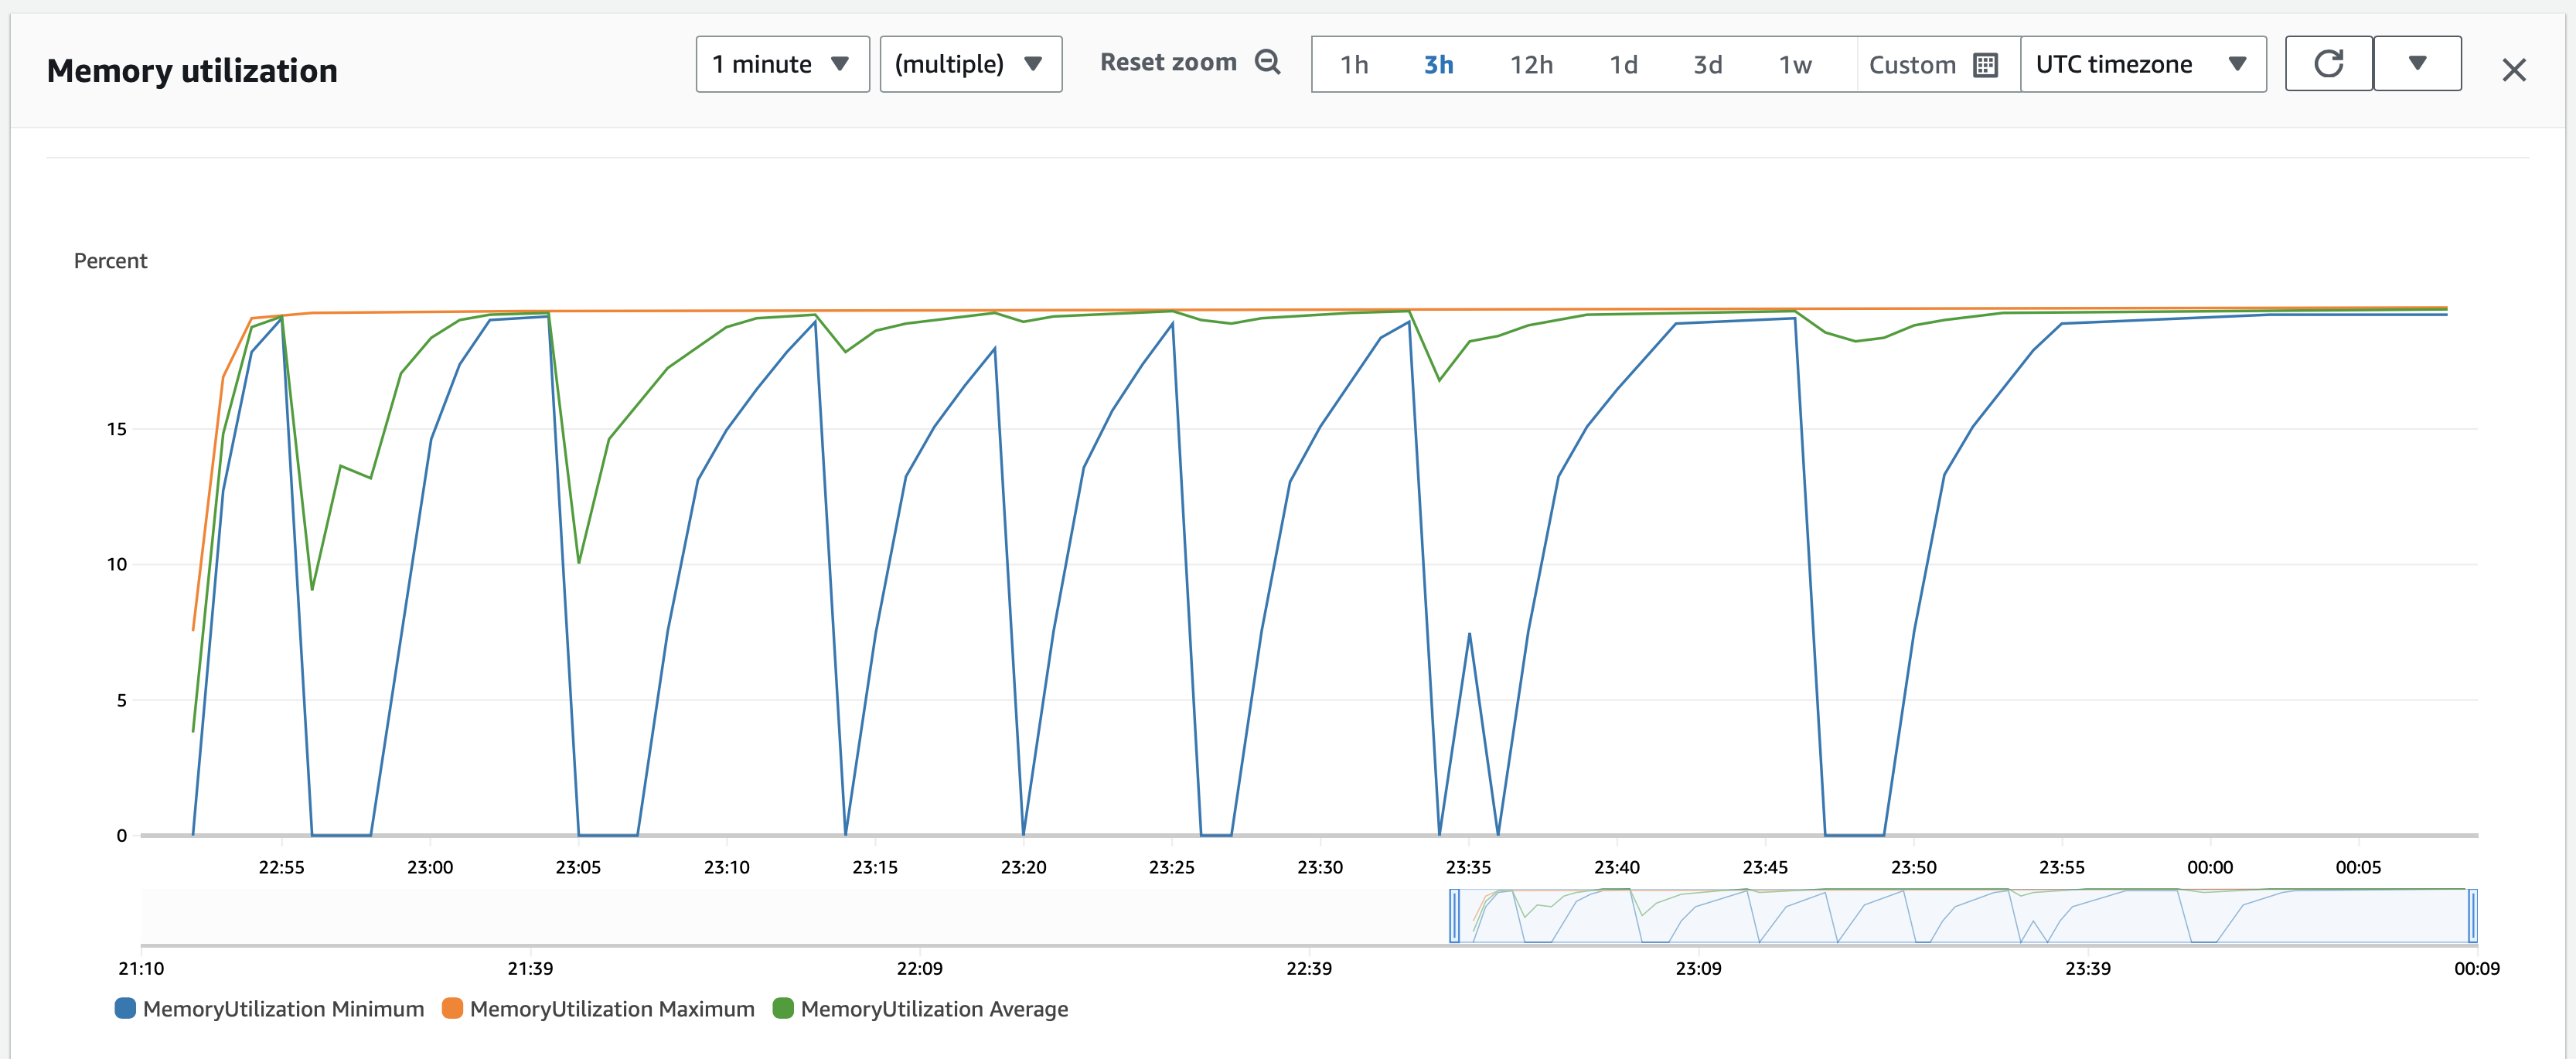 Memory utilization
1 minute
(multiple)
Reset zoom
1h 3h 12h 1d 3d 1w Custom
UTC timezone
Percent
15
10
5
0
22:55 23:00 23:05 23:10 23:15 23:20 23:25 23:30 23:35 23:40 23:45 23:50 23:55 00:00 00:05
21:10 21:39 22:09 22:39 23:09 23:39 00:09
MemoryUtilization Minimum MemoryUtilization Maximum MemoryUtilization Average